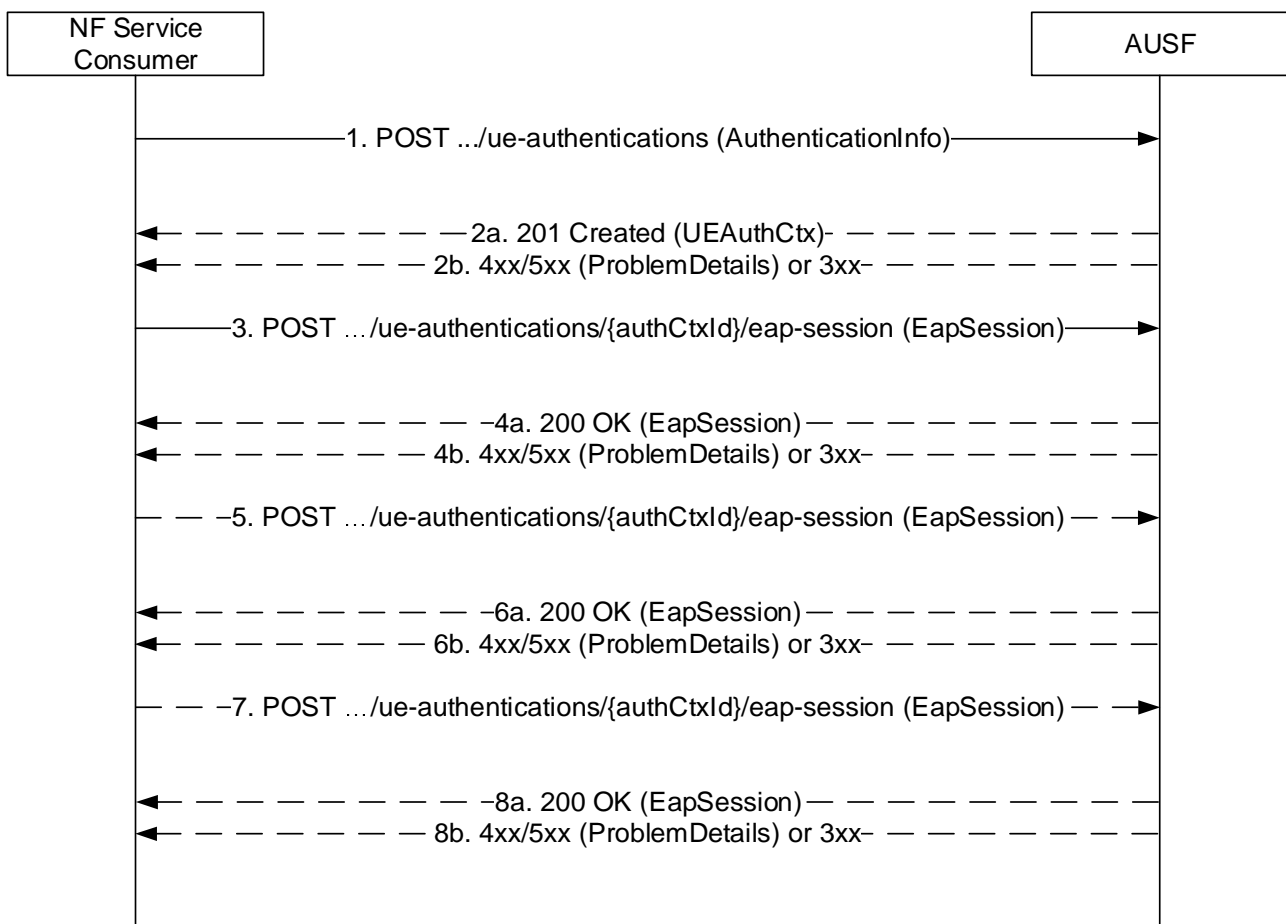 NF Service
Consumer
AUSF
1. POST .../ue-authentications (AuthenticationInfo)
2a. 201 Created (UEAuthCtx)
2b. 4xx/5xx (ProblemDetails) or 3xx
3. POST …/ue-authentications/{authCtxId}/eap-session (EapSession)
4a. 200 OK (EapSession)
4b. 4xx/5xx (ProblemDetails) or 3xx
5. POST …/ue-authentications/{authCtxId}/eap-session (EapSession)
6a. 200 OK (EapSession)
6b. 4xx/5xx (ProblemDetails) or 3xx
7. POST …/ue-authentications/{authCtxId}/eap-session (EapSession)
8a. 200 OK (EapSession)
8b. 4xx/5xx (ProblemDetails) or 3xx